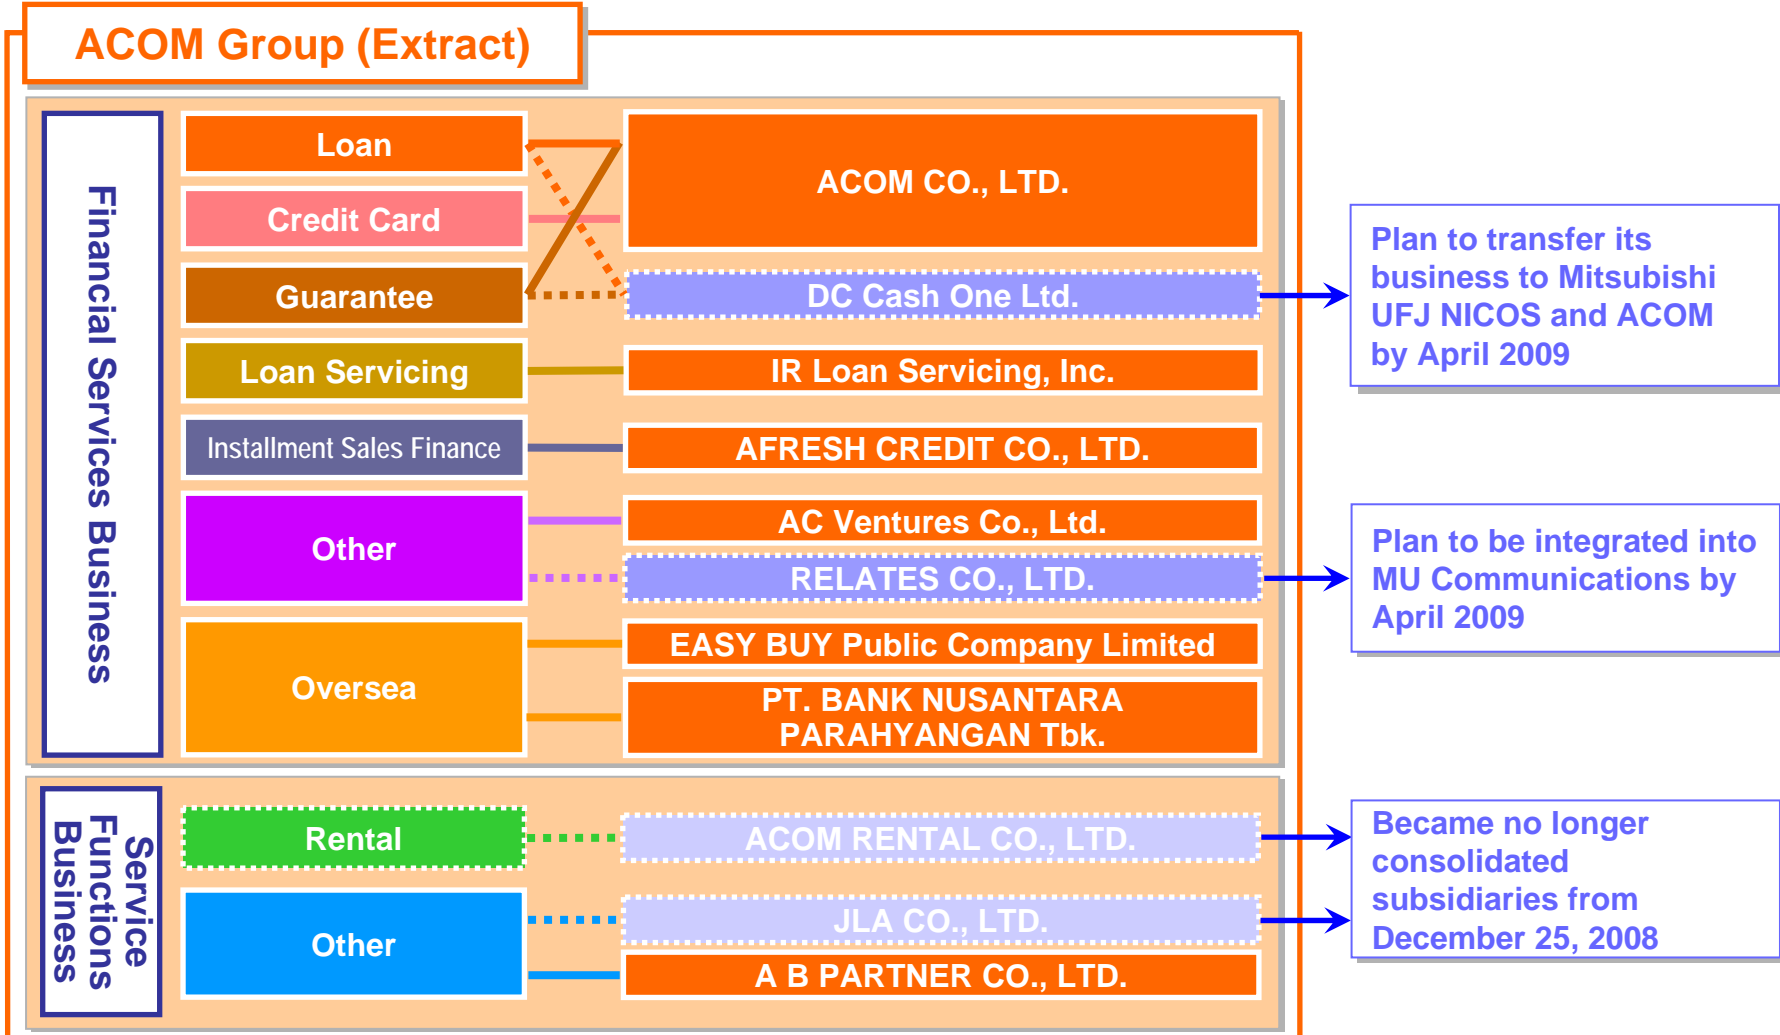 ACOM Group (Extract)
Financial Services Business
Loan
Credit Card
Guarantee
Loan Servicing
Installment Sales Finance
Other
Oversea
ACOM CO., LTD.
DC Cash One Ltd.
IR Loan Servicing, Inc.
AFRESH CREDIT CO., LTD.
AC Ventures Co., Ltd.
RELATES CO., LTD.
EASY BUY Public Company Limited
PT. BANK NUSANTARA
PARAHYANGAN Tbk.
Plan to transfer its
business to Mitsubishi
UFJ NICOS and ACOM
by April 2009
Plan to be integrated into
MU Communications by
April 2009
Service
Functions
Business
Rental
Other
ACOM RENTAL CO., LTD.
JLA CO., LTD.
A B PARTNER CO., LTD.
Became no longer
consolidated
subsidiaries from
December 25, 2008